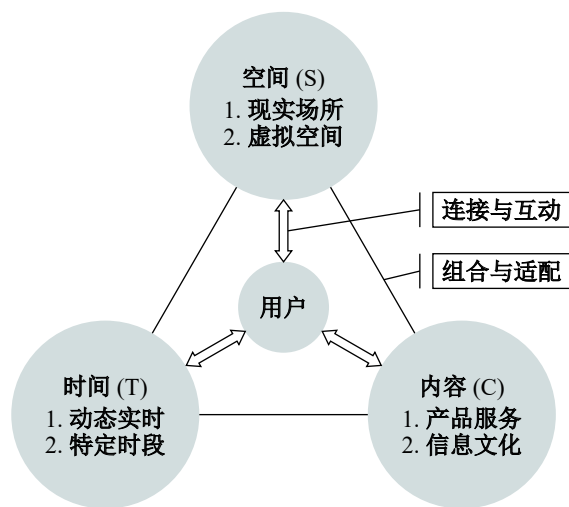 空间 (S)
1. 现实场所
2. 虚拟空间
连接与互动
组合与适配
用户
时间 (T)
1. 动态实时
2. 特定时段
内容 (C)
1. 产品服务
2. 信息文化